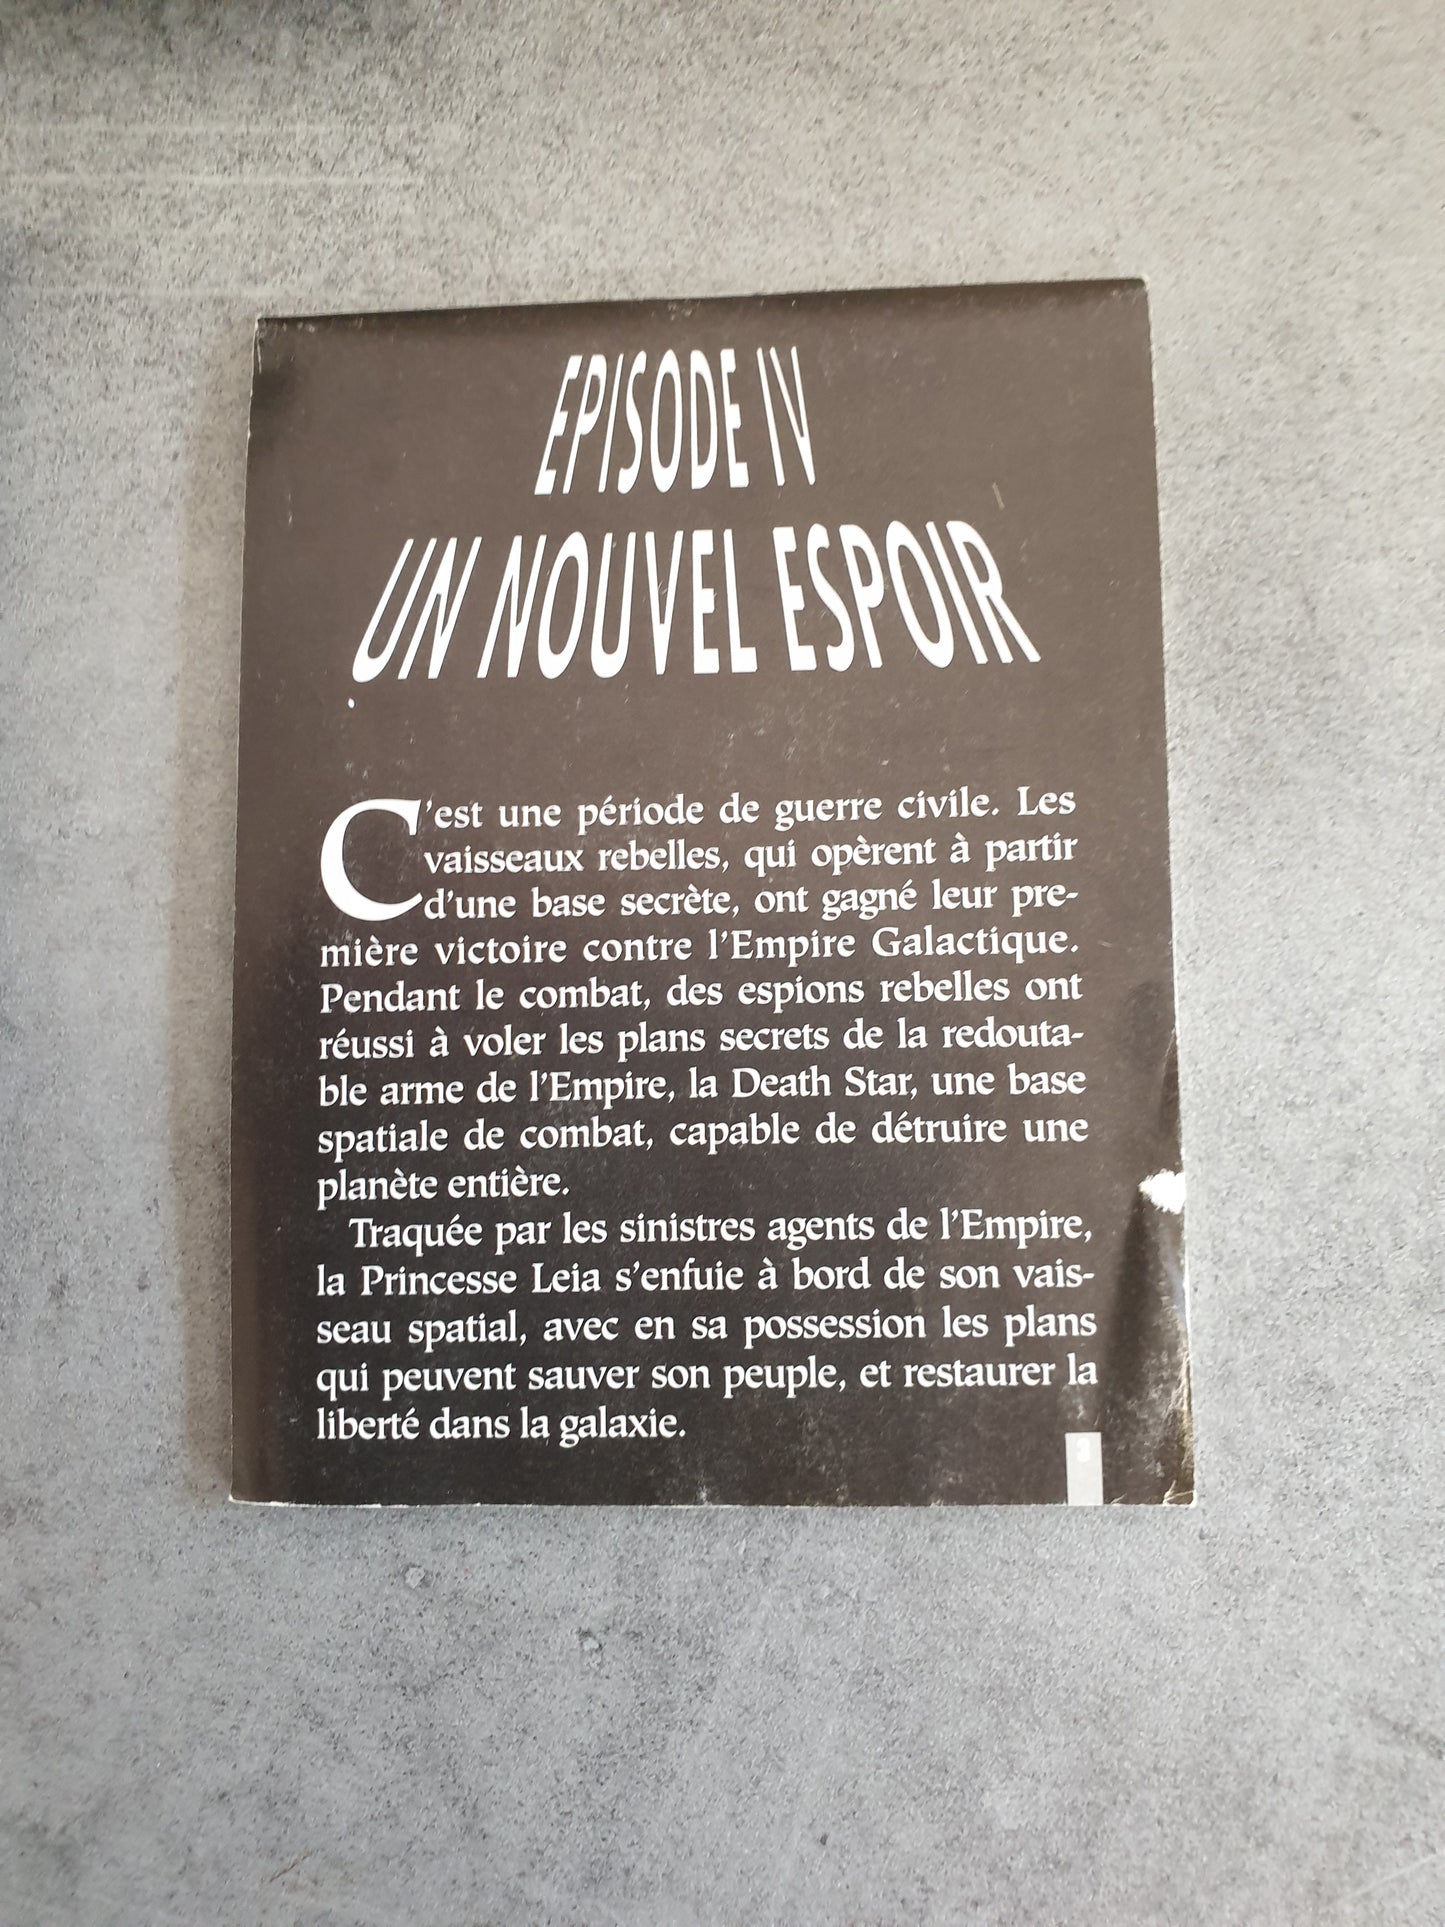 EPISODE IV
UN NOUVEL ESPOIR
C'est une période de guerre civile. Les
vaisseaux rebelles, qui opèrent à partir
d'une base secrète, ont gagné leur pre-
mière victoire contre l'Empire Galactique.
Pendant le combat, des espions rebelles ont
réussi à voler les plans secrets de la redouta-
ble arme de l'Empire, la Death Star, une base
spatiale de combat, capable de détruire une
planète entière.
Traquée par les sinistres agents de l'Empire,
la Princesse Leia s'enfuie à bord de son vais-
seau spatial, avec en sa possession les plans
qui peuvent sauver son peuple, et restaurer la
liberté dans la galaxie.
3